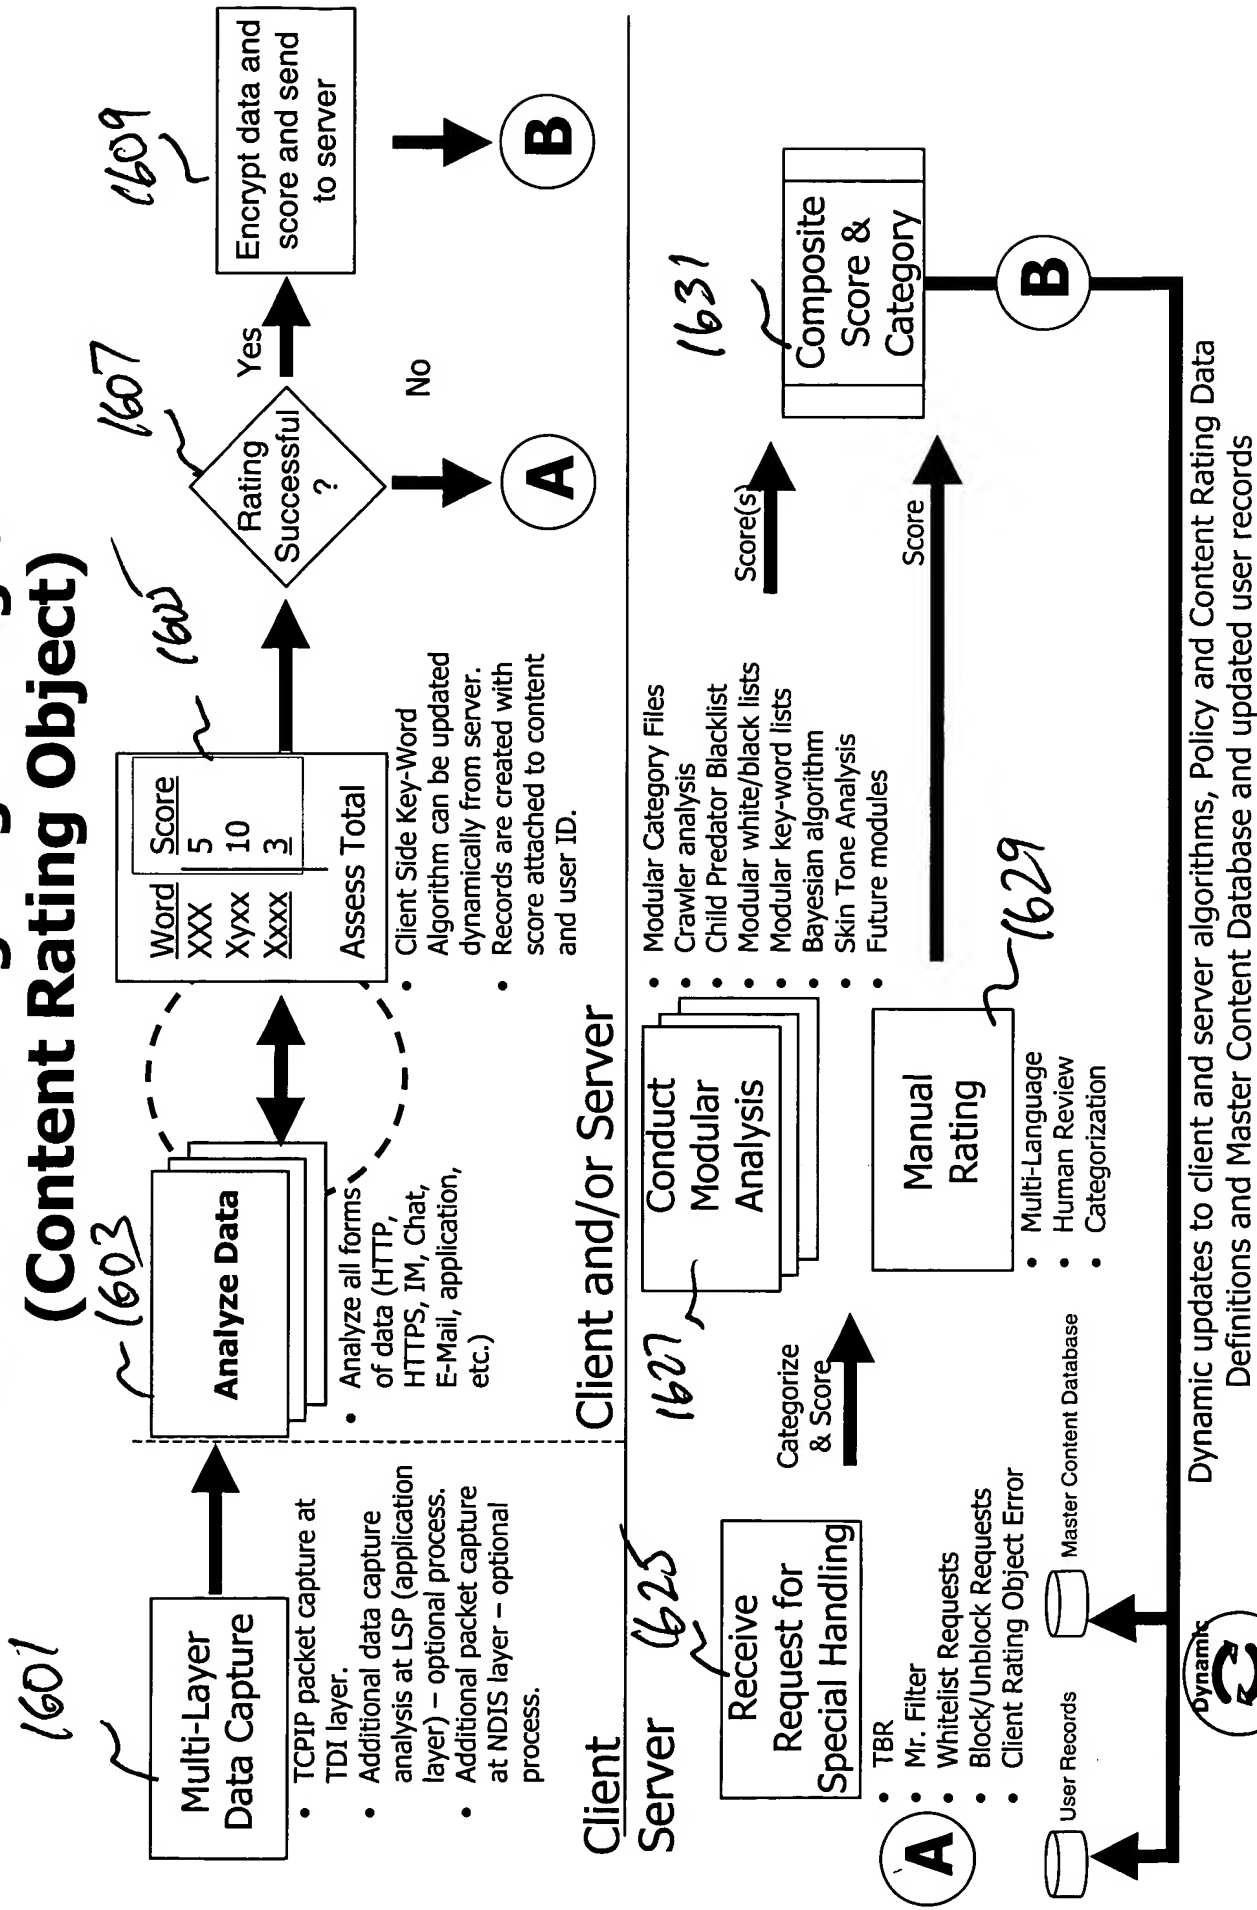 (Content Rating Object)
1601
Multi-Layer
Data Capture
• TCPIP packet capture at
TDI layer.
• Additional data capture
analysis at LSP (application
layer) – optional process.
• Additional packet capture
at NDIS layer – optional
process.
1603
Analyze Data
• Analyze all forms
of data (HTTP,
HTTPS, IM, Chat,
E-Mail, application,
etc.)
Word Score
XXX 5
Xyxx 10
Xxxx 3
Assess Total
• Client Side Key-Word
Algorithm can be updated
dynamically from server.
• Records are created with
score attached to content
and user ID.
1607
Rating
Successful
?
Yes
No
A
1609
Encrypt data and
score and send
to server
B
Client
Client and/or Server
Server
1625
Receive
Request for
Special Handling
A
• TBR
• Mr. Filter
• Whitelist Requests
• Block/Unblock Requests
• Client Rating Object Error
Categorize
& Score
1627
Conduct
Modular
Analysis
• Modular Category Files
• Crawler analysis
• Child Predator Blacklist
• Modular white/black lists
• Modular key-word lists
• Bayesian algorithm
• Skin Tone Analysis
• Future modules
Manual
Rating
1629
• Multi-Language
• Human Review
• Categorization
Score(s)
Score
1631
Composite
Score &
Category
B
User Records
Master Content Database
Dynamic
Dynamic updates to client and server algorithms, Policy and Content Rating Data
Definitions and Master Content Database and updated user records